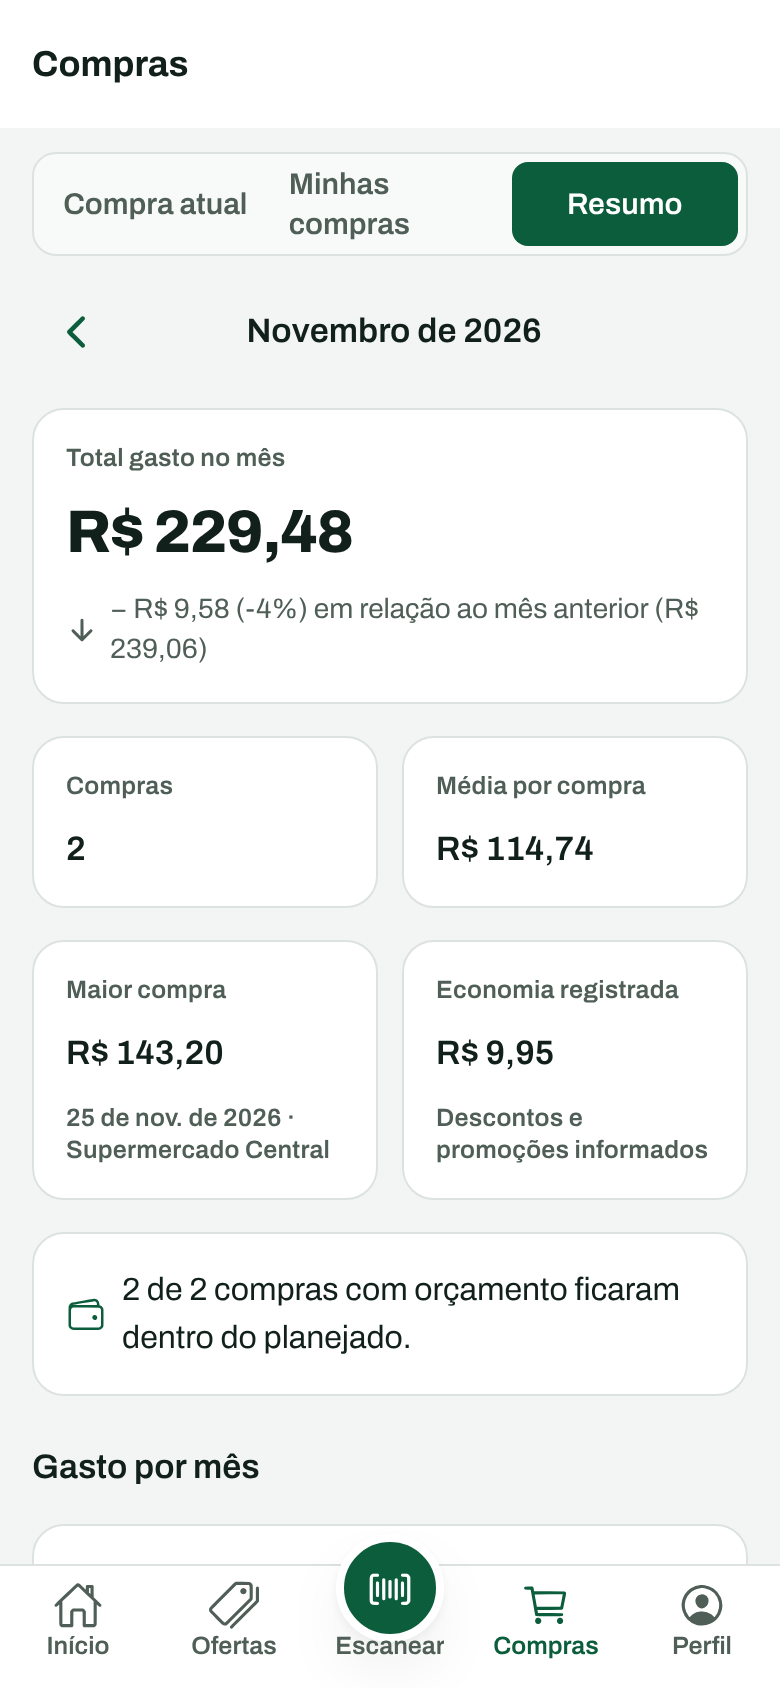 Compras
Compra atual
Minhas
compras
Resumo
Novembro de 2026
Total gasto no mês
R$ 229,48
– R$ 9,58 (-4%) em relação ao mês anterior (R$
239,06)
Compras
2
Média por compra
R$ 114,74
Maior compra
R$ 143,20
25 de nov. de 2026 ·
Supermercado Central
Economia registrada
R$ 9,95
Descontos e
promoções informados
2 de 2 compras com orçamento ficaram
dentro do planejado.
Gasto por mês
Início
Ofertas
Escanear
Compras
Perfil